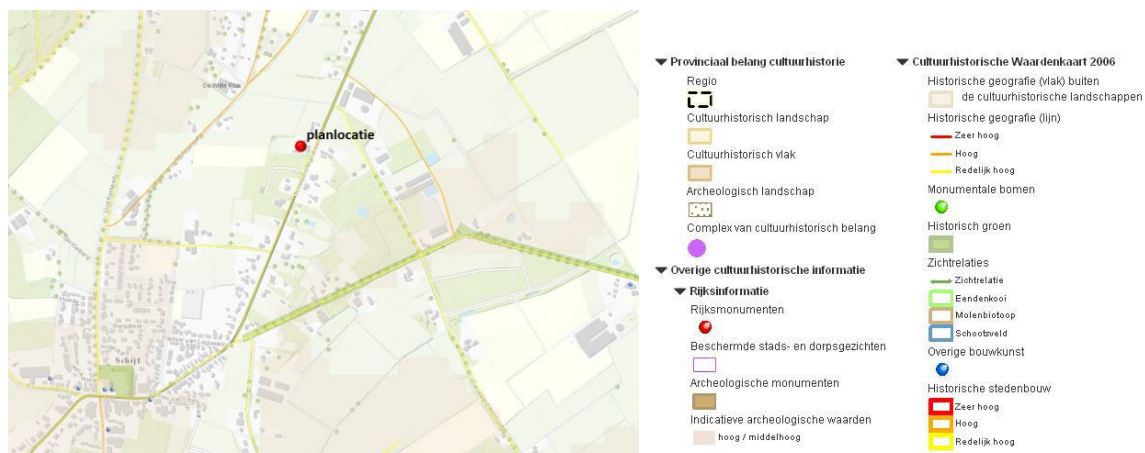 planlocatie
Schijf
Provinciaal belang cultuurhistorie
Regio
Cultuurhistorisch landschap
Cultuurhistorisch vlak
Archeologisch landschap
Complex van cultuurhistorisch belang
Overige cultuurhistorische informatie
Rijksinformatie
Rijksmonumenten
Beschermde stads- en dorpsgezichten
Archeologische monumenten
Indicatieve archeologische waarden
hoog / middelhoog
Cultuurhistorische Waardenkaart 2006
Historische geografie (vlak) buiten
de cultuurhistorische landschappen
Historische geografie (lijn)
Zeer hoog
Hoog
Redelijk hoog
Monumentale bomen
Historisch groen
Zichtrelaties
Zichtrelatie
Eendenkooi
Molenbiotoop
Schootsveld
Overige bouwkunst
Historische stedenbouw
Zeer hoog
Hoog
Redelijk hoog